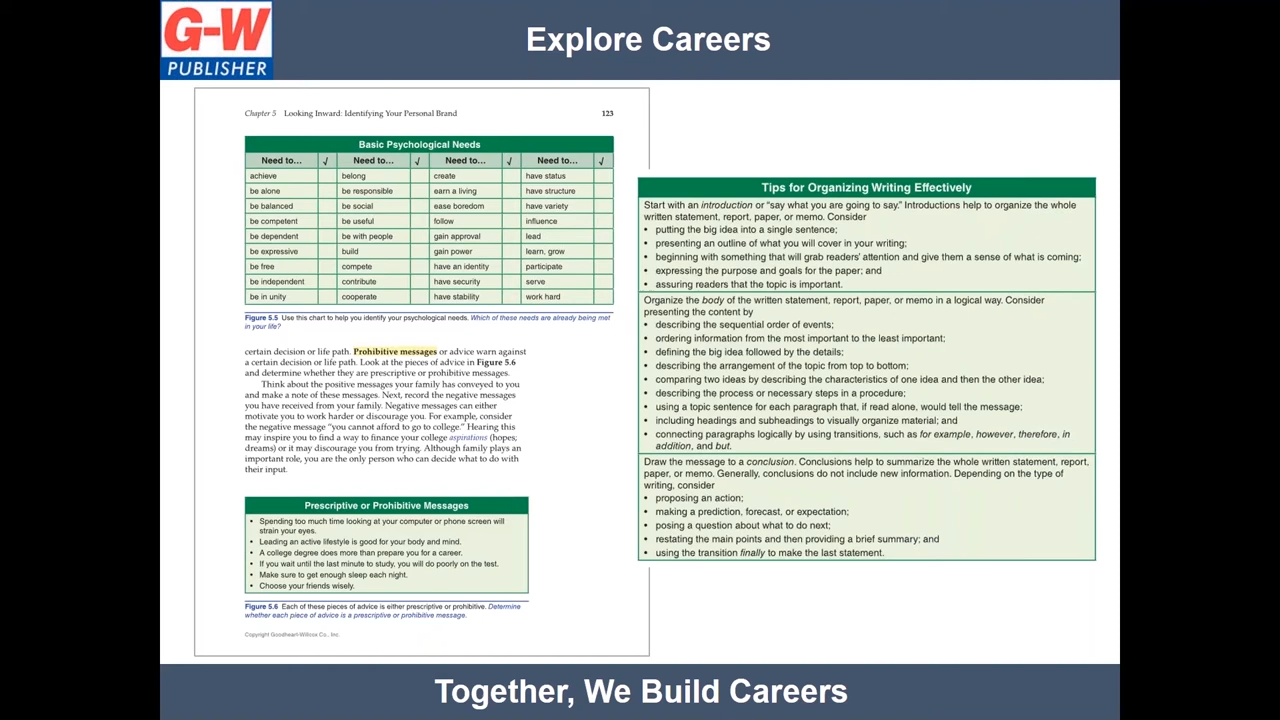 G-W
PUBLISHER
Explore Careers
Chapter 5 Looking Inward: Identifying Your Personal Brand 123
Basic Psychological Needs
Need to… √ Need to… √ Need to… √ Need to… √
achieve belong create have status
be alone be responsible earn a living have structure
be balanced be social ease boredom have variety
be competent be useful follow influence
be dependent be with people gain approval lead
be expressive build gain power learn, grow
be free compete have an identity participate
be independent contribute have security serve
be in unity cooperate have stability work hard
Figure 5.5 Use this chart to help you identify your psychological needs. Which of these needs are already being met
in your life?
certain decision or life path. Prohibitive messages or advice warn against
a certain decision or life path. Look at the pieces of advice in Figure 5.6
and determine whether they are prescriptive or prohibitive messages.
Think about the positive messages your family has conveyed to you
and make a note of these messages. Next, record the negative messages
you have received from your family. Negative messages can either
motivate you to work harder or discourage you. For example, consider
the negative message “you cannot afford to go to college.” Hearing this
may inspire you to find a way to finance your college aspirations (hopes;
dreams) or it may discourage you from trying. Although family plays an
important role, you are the only person who can decide what to do with
their input.
Prescriptive or Prohibitive Messages
• Spending too much time looking at your computer or phone screen will
strain your eyes.
• Leading an active lifestyle is good for your body and mind.
• A college degree does more than prepare you for a career.
• If you wait until the last minute to study, you will do poorly on the test.
• Make sure to get enough sleep each night.
• Choose your friends wisely.
Figure 5.6 Each of these pieces of advice is either prescriptive or prohibitive. Determine
whether each piece of advice is a prescriptive or prohibitive message.
Copyright Goodheart-Willcox Co., Inc.
Tips for Organizing Writing Effectively
Start with an introduction or “say what you are going to say.” Introductions help to organize the whole
written statement, report, paper, or memo. Consider
• putting the big idea into a single sentence;
• presenting an outline of what you will cover in your writing;
• beginning with something that will grab readers’ attention and give them a sense of what is coming;
• expressing the purpose and goals for the paper; and
• assuring readers that the topic is important.
Organize the body of the written statement, report, paper, or memo in a logical way. Consider
presenting the content by
• describing the sequential order of events;
• ordering information from the most important to the least important;
• defining the big idea followed by the details;
• describing the arrangement of the topic from top to bottom;
• comparing two ideas by describing the characteristics of one idea and then the other idea;
• describing the process or necessary steps in a procedure;
• using a topic sentence for each paragraph that, if read alone, would tell the message;
• including headings and subheadings to visually organize material; and
• connecting paragraphs logically by using transitions, such as for example, however, therefore, in
addition, and but.
Draw the message to a conclusion. Conclusions help to summarize the whole written statement, report,
paper, or memo. Generally, conclusions do not include new information. Depending on the type of
writing, consider
• proposing an action;
• making a prediction, forecast, or expectation;
• posing a question about what to do next;
• restating the main points and then providing a brief summary; and
• using the transition finally to make the last statement.
Together, We Build Careers